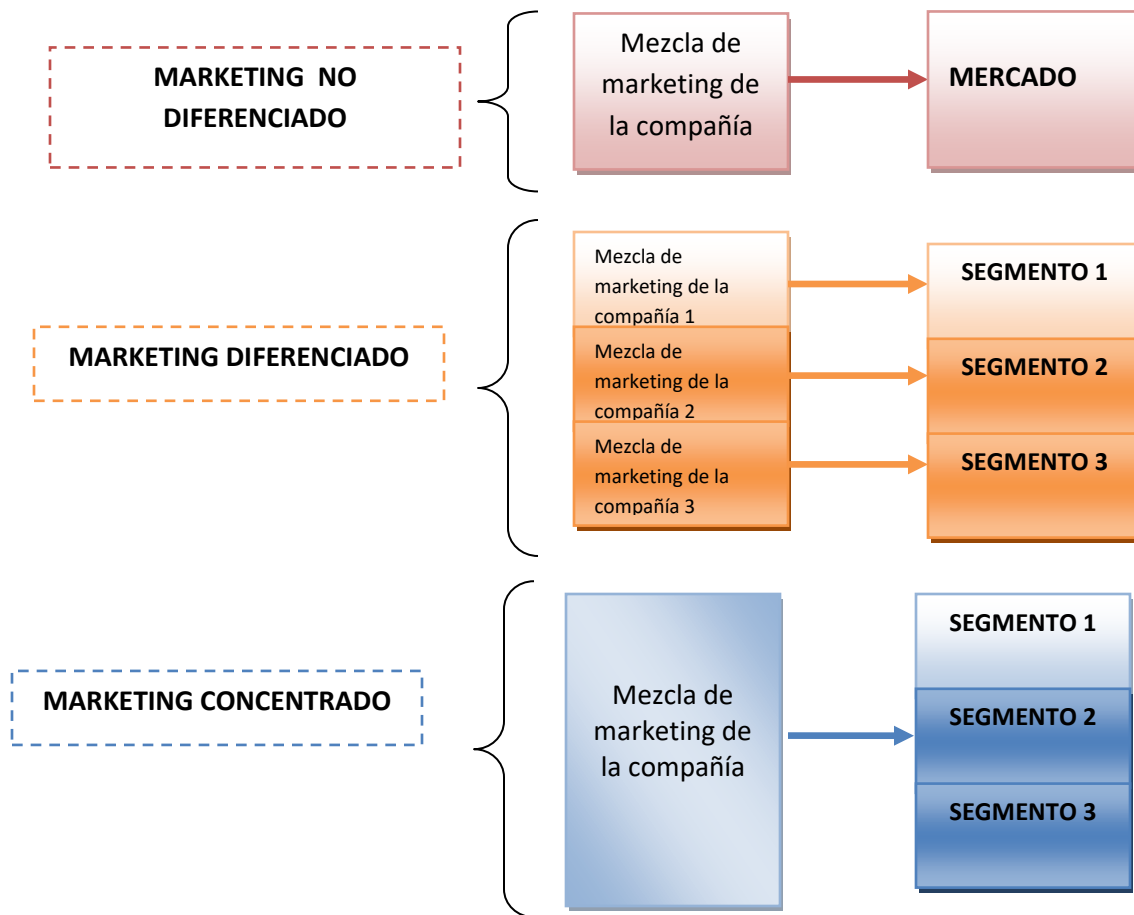 MARKETING NO
DIFERENCIADO
Mezcla de
marketing de
la compañía
MERCADO
MARKETING DIFERENCIADO
Mezcla de
marketing de la
compañía 1
Mezcla de
marketing de la
compañía 2
Mezcla de
marketing de la
compañía 3
SEGMENTO 1
SEGMENTO 2
SEGMENTO 3
MARKETING CONCENTRADO
Mezcla de
marketing de
la compañía
SEGMENTO 1
SEGMENTO 2
SEGMENTO 3